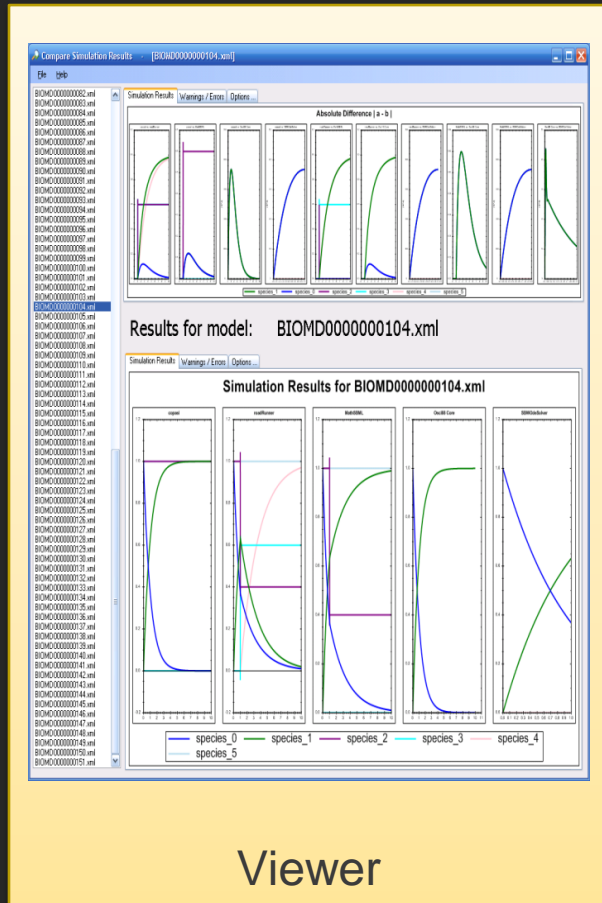 Compare Simulation Results - [BIOMD0000000104.xml]
File Help
BIOMD0000000082.xml
BIOMD0000000083.xml
BIOMD0000000084.xml
BIOMD0000000085.xml
BIOMD0000000086.xml
BIOMD0000000087.xml
BIOMD0000000088.xml
BIOMD0000000089.xml
BIOMD0000000090.xml
BIOMD0000000091.xml
BIOMD0000000092.xml
BIOMD0000000093.xml
BIOMD0000000094.xml
BIOMD0000000095.xml
BIOMD0000000096.xml
BIOMD0000000097.xml
BIOMD0000000098.xml
BIOMD0000000099.xml
BIOMD0000000100.xml
BIOMD0000000101.xml
BIOMD0000000102.xml
BIOMD0000000103.xml
BIOMD0000000104.xml
BIOMD0000000105.xml
BIOMD0000000106.xml
BIOMD0000000107.xml
BIOMD0000000108.xml
BIOMD0000000109.xml
BIOMD0000000110.xml
BIOMD0000000111.xml
BIOMD0000000112.xml
BIOMD0000000113.xml
BIOMD0000000114.xml
BIOMD0000000115.xml
BIOMD0000000116.xml
BIOMD0000000117.xml
BIOMD0000000118.xml
BIOMD0000000119.xml
BIOMD0000000120.xml
BIOMD0000000121.xml
BIOMD0000000122.xml
BIOMD0000000123.xml
BIOMD0000000124.xml
BIOMD0000000125.xml
BIOMD0000000126.xml
BIOMD0000000127.xml
BIOMD0000000128.xml
BIOMD0000000129.xml
BIOMD0000000130.xml
BIOMD0000000131.xml
BIOMD0000000132.xml
BIOMD0000000133.xml
BIOMD0000000134.xml
BIOMD0000000135.xml
BIOMD0000000136.xml
BIOMD0000000137.xml
BIOMD0000000138.xml
BIOMD0000000139.xml
BIOMD0000000140.xml
BIOMD0000000141.xml
BIOMD0000000142.xml
BIOMD0000000143.xml
BIOMD0000000144.xml
BIOMD0000000145.xml
BIOMD0000000146.xml
BIOMD0000000147.xml
BIOMD0000000148.xml
BIOMD0000000149.xml
BIOMD0000000150.xml
BIOMD0000000151.xml
Simulation Results Warnings / Errors Options ...
Absolute Difference | a - b |
species_1 species_0 species_2 species_3 species_4 species_5
Results for model: BIOMD0000000104.xml
Simulation Results Warnings / Errors Options ...
Simulation Results for BIOMD0000000104.xml
copasi roadRunner MathSBML
species_0 species_1 species_2 species_3 species_4
species_5
Viewer